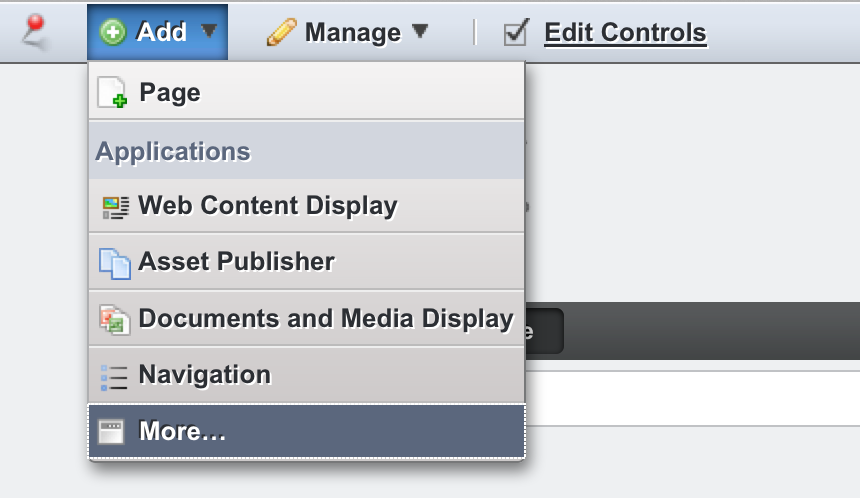 Add Manage Edit Controls
Page
Applications
Web Content Display
Asset Publisher
Documents and Media Display
Navigation
More...